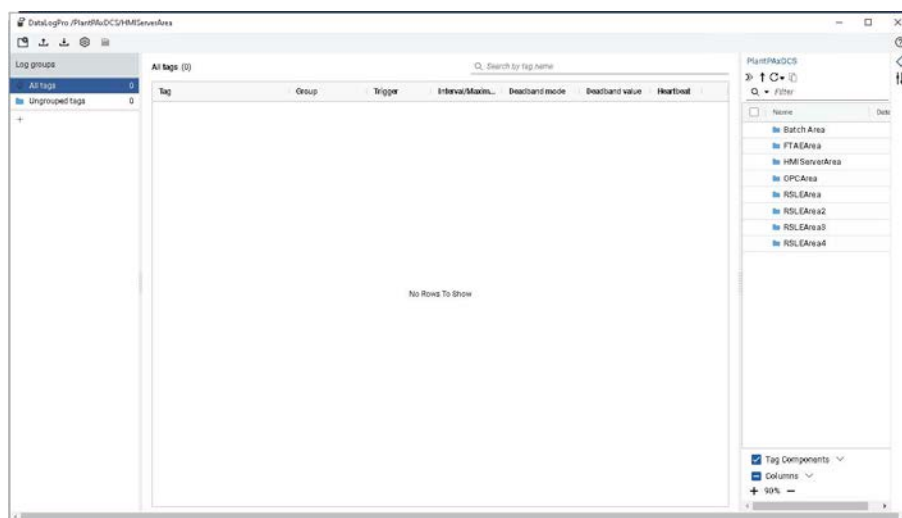 DataLogPro /PlantPAxDCS/HMIServerArea
Log groups
All tags 0
Ungrouped tags 0
+
All tags (0)
Search by tag name
Tag Group Trigger Interval/Maxim... Deadband mode Deadband value Heartbeat
No Rows To Show
PlantPAxDCS
Filter
Name
Batch Area
FTAEArea
HMIServerArea
OPCArea
RSLEArea
RSLEArea2
RSLEArea3
RSLEArea4
Tag Components
Columns
+ 90% −